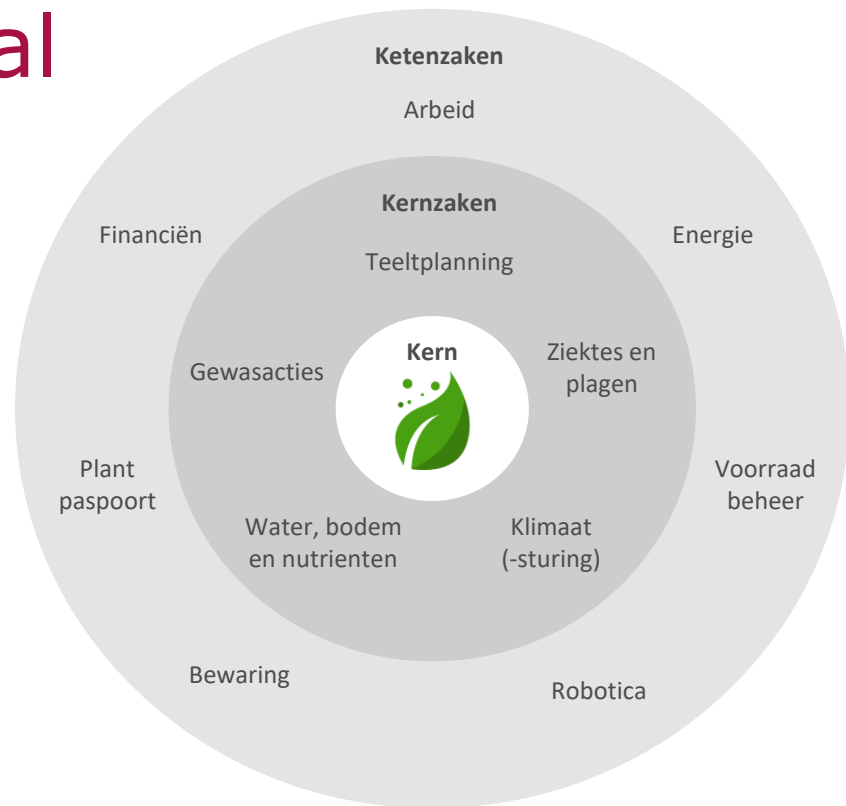 al
Ketenzaken
Arbeid
Kernzaken
Financiën
Energie
Teeltplanning
Kern
Ziektes en
plagen
Gewasacties
Plant
paspoort
Voorraad
beheer
Water, bodem
en nutrienten
Klimaat
(-sturing)
Bewaring
Robotica